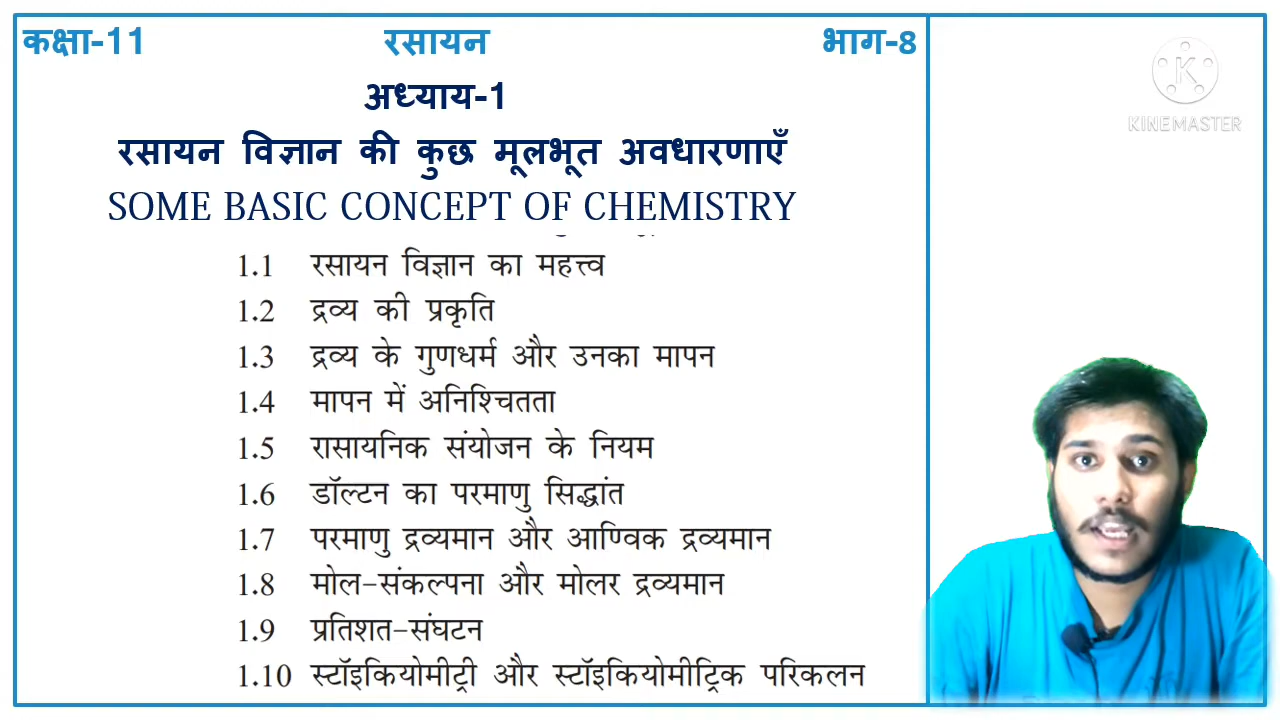 कक्षा-11 रसायन भाग-8
अध्याय-1
रसायन विज्ञान की कुछ मूलभूत अवधारणाएँ
SOME BASIC CONCEPT OF CHEMISTRY
1.1 रसायन विज्ञान का महत्त्व
1.2 द्रव्य की प्रकृति
1.3 द्रव्य के गुणधर्म और उनका मापन
1.4 मापन में अनिश्चितता
1.5 रासायनिक संयोजन के नियम
1.6 डॉल्टन का परमाणु सिद्धांत
1.7 परमाणु द्रव्यमान और आण्विक द्रव्यमान
1.8 मोल-संकल्पना और मोलर द्रव्यमान
1.9 प्रतिशत-संघटन
1.10 स्टॉइकियोमीट्री और स्टॉइकियोमीट्रिक परिकलन
K
KINEMASTER